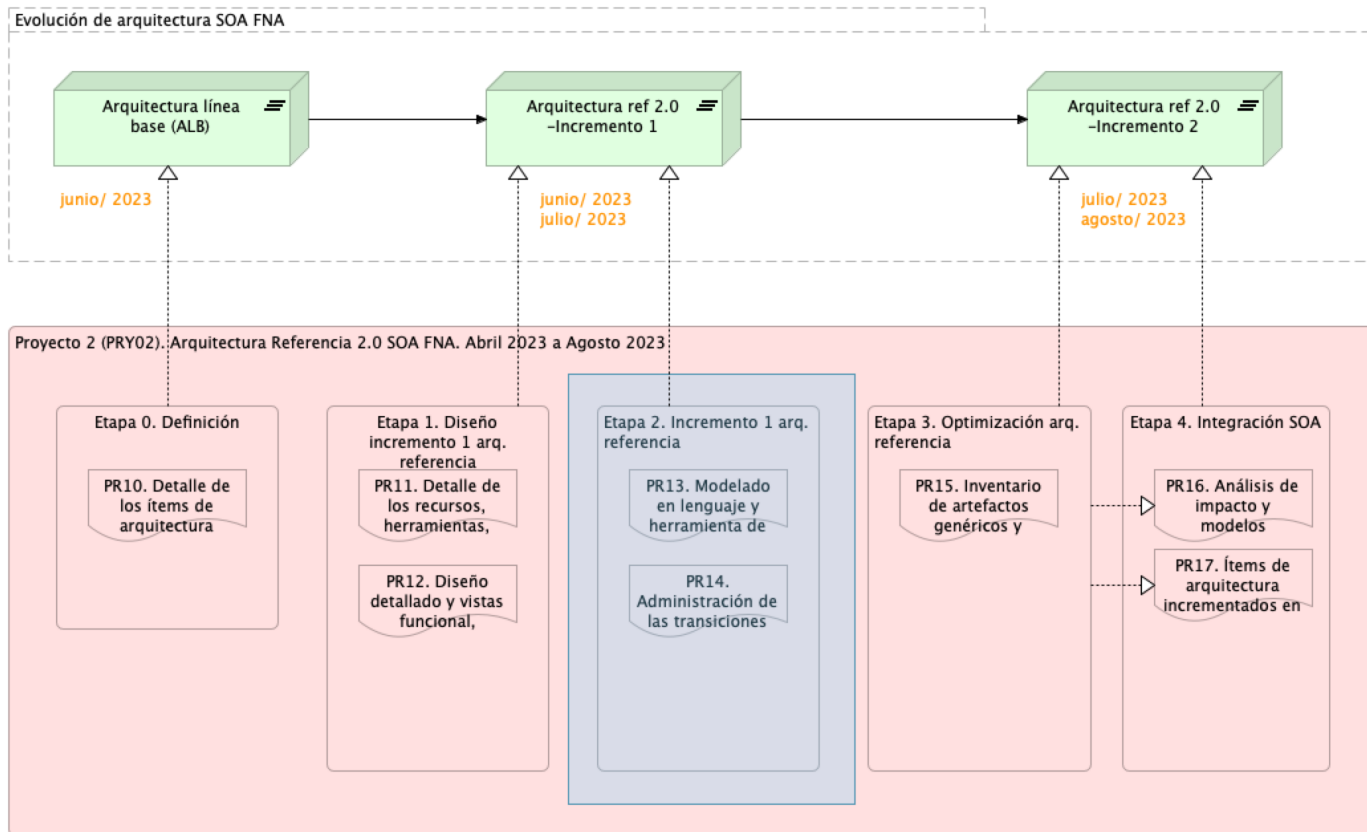 Evolución de arquitectura SOA FNA
Arquitectura línea
base (ALB)
Arquitectura ref 2.0
-Incremento 1
Arquitectura ref 2.0
-Incremento 2
junio/ 2023
junio/ 2023
julio/ 2023
julio/ 2023
agosto/ 2023
Proyecto 2 (PRY02). Arquitectura Referencia 2.0 SOA FNA. Abril 2023 a Agosto 2023
Etapa 0. Definición
PR10. Detalle de
los ítems de
arquitectura
Etapa 1. Diseño
incremento 1 arq.
referencia
PR11. Detalle de
los recursos,
herramientas,
PR12. Diseño
detallado y vistas
funcional,
Etapa 2. Incremento 1 arq.
referencia
PR13. Modelado
en lenguaje y
herramienta de
PR14.
Administración de
las transiciones
Etapa 3. Optimización arq.
referencia
PR15. Inventario
de artefactos
genéricos y
Etapa 4. Integración SOA
PR16. Análisis de
impacto y
modelos
PR17. Ítems de
arquitectura
incrementados en